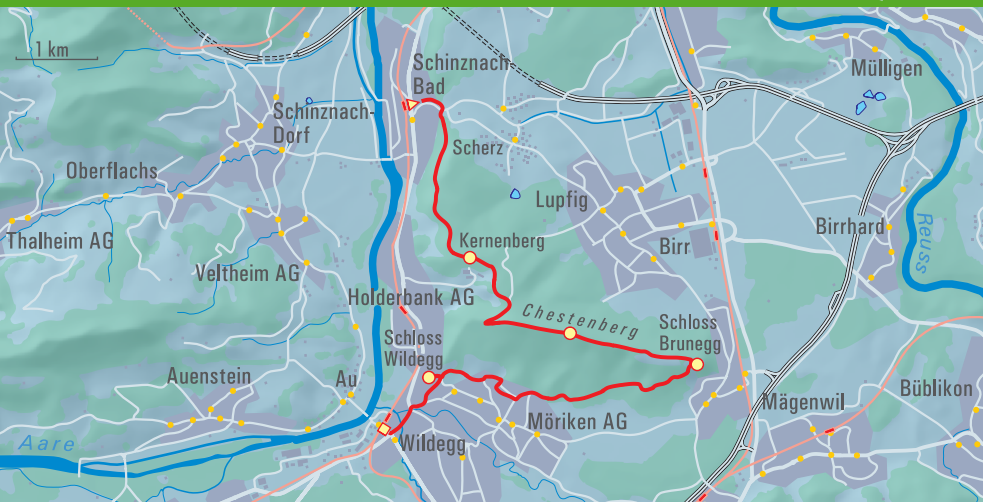 1 km
Schinznach
Bad
Mülligen
Schinznach-
Dorf
Scherz
Oberflachs
Lupfig
Thalheim AG
Kernenberg
Birr
Birrhard
Reuss
Veltheim AG
Holderbank AG
Chestenberg
Schloss
Brunegg
Schloss
Wildegg
Auenstein
Au
Büblikon
Mägenwil
Möriken AG
Aare
Wildegg